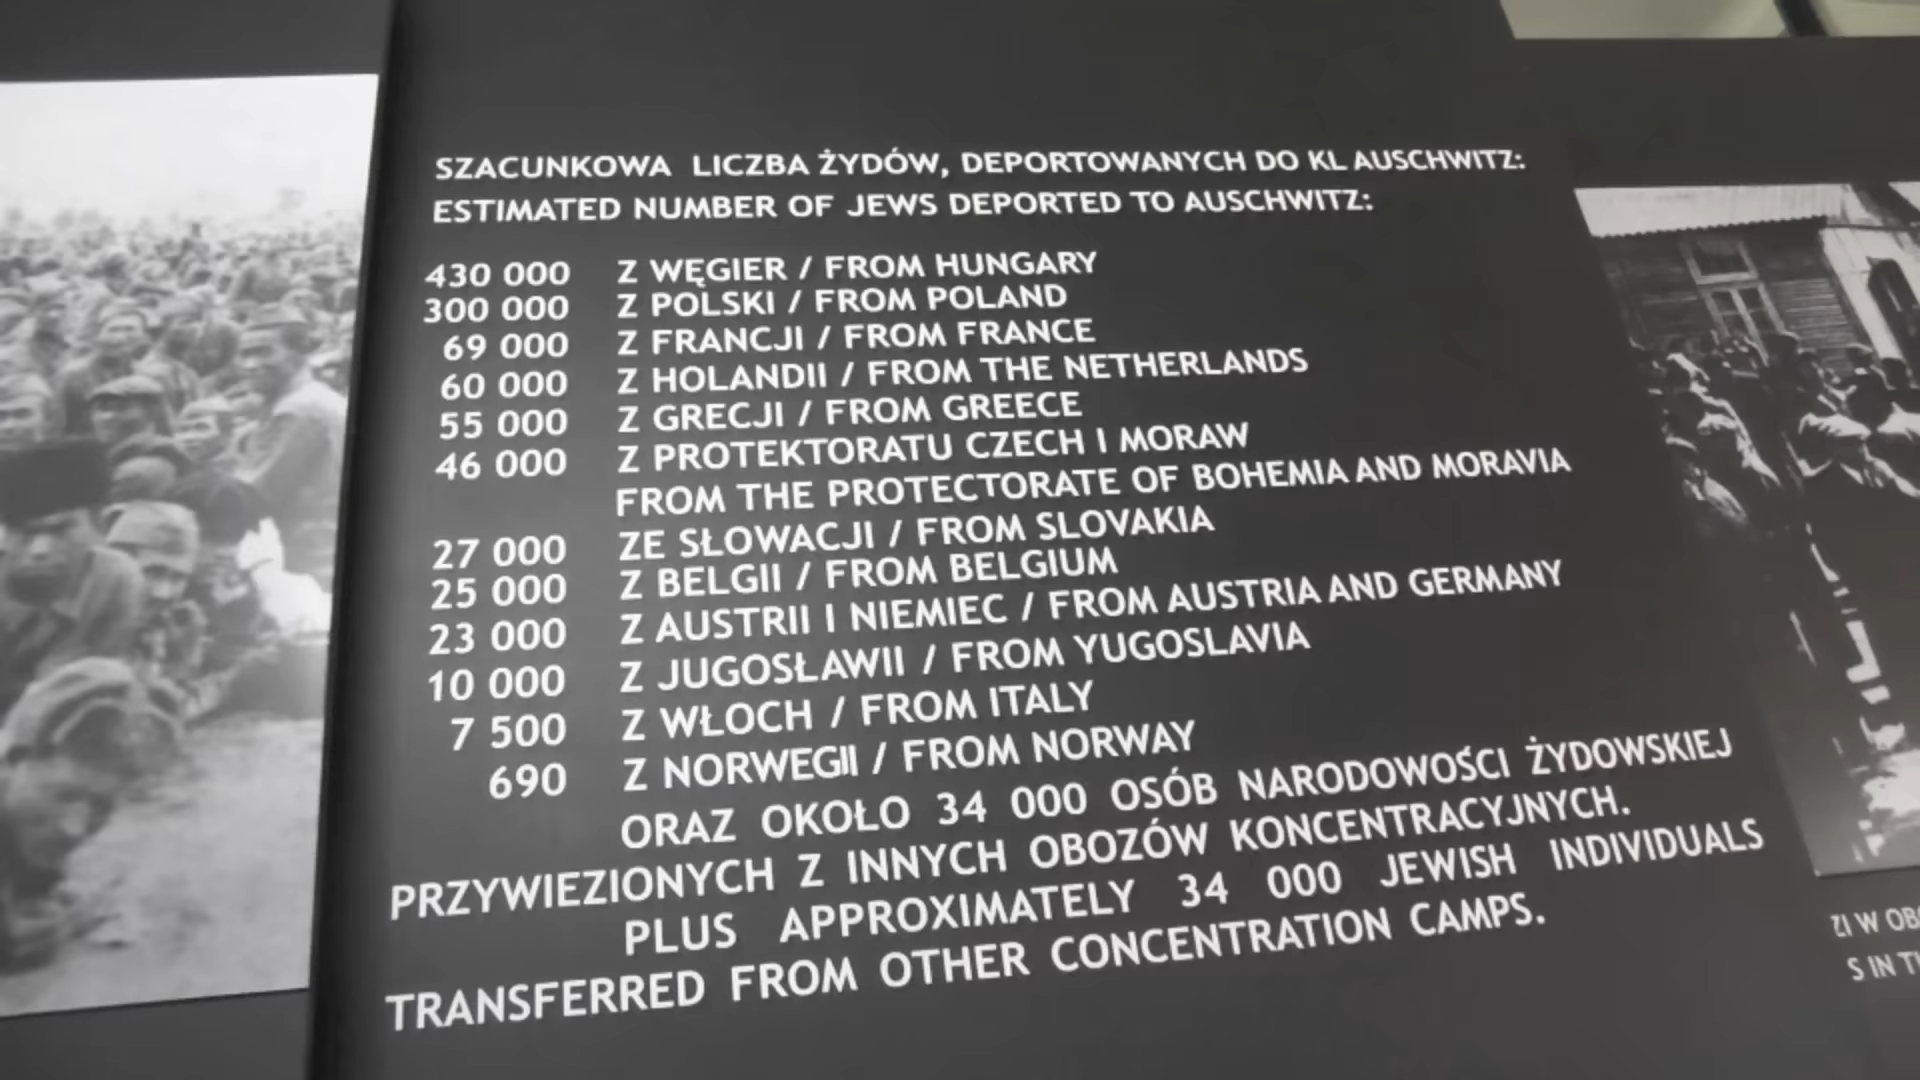 SZACUNKOWA LICZBA ŻYDÓW, DEPORTOWANYCH DO KL AUSCHWITZ:
ESTIMATED NUMBER OF JEWS DEPORTED TO AUSCHWITZ:
430 000 Z WĘGIER / FROM HUNGARY
300 000 Z POLSKI / FROM POLAND
69 000 Z FRANCJI / FROM FRANCE
60 000 Z HOLANDII / FROM THE NETHERLANDS
55 000 Z GRECJI / FROM GREECE
46 000 Z PROTEKTORATU CZECH I MORAW
FROM THE PROTECTORATE OF BOHEMIA AND MORAVIA
27 000 ZE SŁOWACJI / FROM SLOVAKIA
25 000 Z BELGII / FROM BELGIUM
23 000 Z AUSTRII I NIEMIEC / FROM AUSTRIA AND GERMANY
10 000 Z JUGOSŁAWII / FROM YUGOSLAVIA
7 500 Z WŁOCH / FROM ITALY
690 Z NORWEGII / FROM NORWAY
ORAZ OKOŁO 34 000 OSÓB NARODOWOŚCI ŻYDOWSKIEJ
PRZYWIEZIONYCH Z INNYCH OBOZÓW KONCENTRACYJNYCH.
PLUS APPROXIMATELY 34 000 JEWISH INDIVIDUALS
TRANSFERRED FROM OTHER CONCENTRATION CAMPS.
W
IN